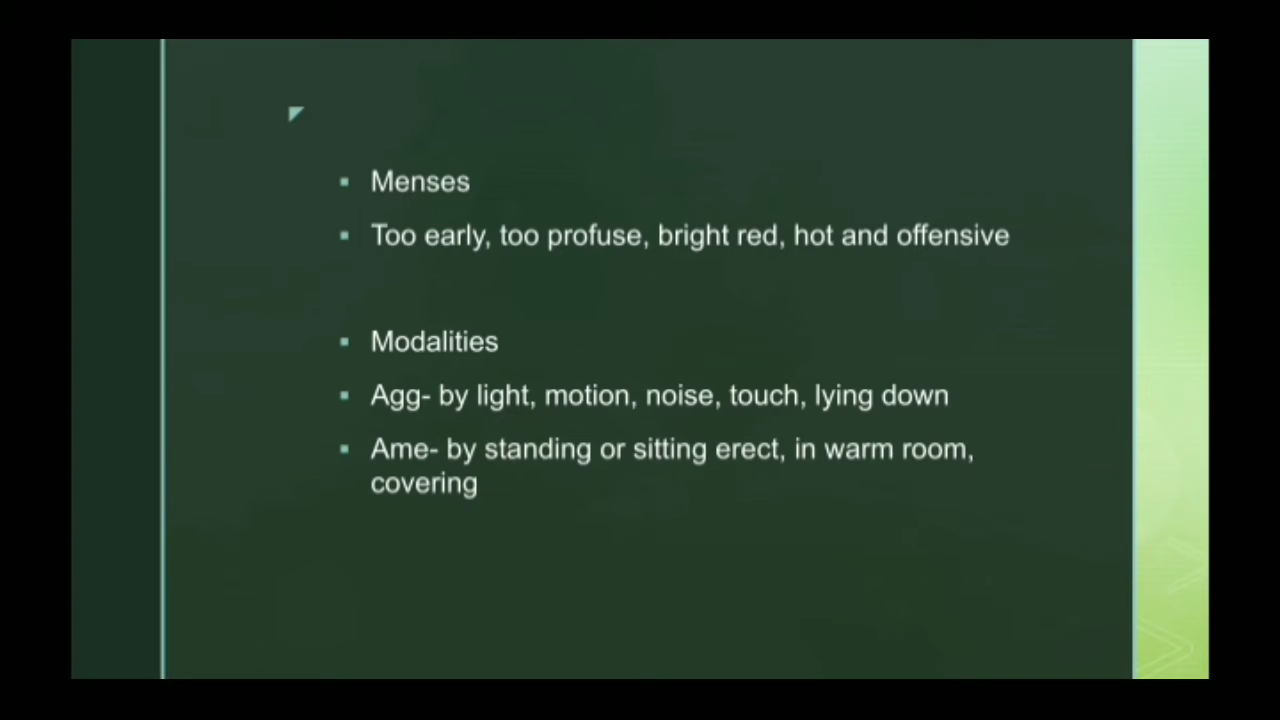 Menses
Too early, too profuse, bright red, hot and offensive
Modalities
Agg- by light, motion, noise, touch, lying down
Ame- by standing or sitting erect, in warm room,
covering